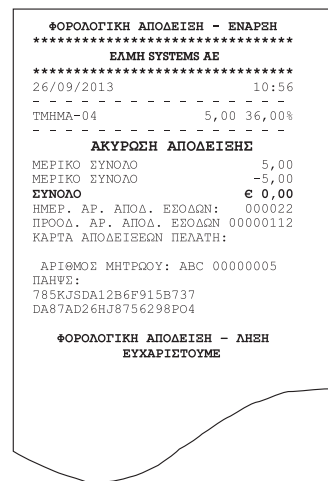 ΦΟΡΟΛΟΓΙΚΗ ΑΠΟΔΕΙΞΗ - ΕΝΑΡΞΗ
********************************
ΕΛΜΗ SYSTEMS ΑΕ
********************************
26/09/2013 10:56
- - - - - - - - - - - - - - - -
ΤΜΗΜΑ-04 5,00 36,00%
- - - - - - - - - - - - - - - -
ΑΚΥΡΩΣΗ ΑΠΟΔΕΙΞΗΣ
ΜΕΡΙΚΟ ΣΥΝΟΛΟ 5,00
ΜΕΡΙΚΟ ΣΥΝΟΛΟ -5,00
ΣΥΝΟΛΟ € 0,00
ΗΜΕΡ. ΑΡ. ΑΠΟΔ. ΕΣΟΔΩΝ: 000022
ΠΡΟΟΔ. ΑΡ. ΑΠΟΔ. ΕΣΟΔΩΝ 00000112
ΚΑΡΤΑ ΑΠΟΔΕΙΞΕΩΝ ΠΕΛΑΤΗ:
ΑΡΙΘΜΟΣ ΜΗΤΡΩΟΥ: ABC 00000005
ΠΑΗΨΣ:
785KJSDA12B6F915B737
DA87AD26HJ8756298PO4
ΦΟΡΟΛΟΓΙΚΗ ΑΠΟΔΕΙΞΗ - ΛΗΞΗ
ΕΥΧΑΡΙΣΤΟΥΜΕ